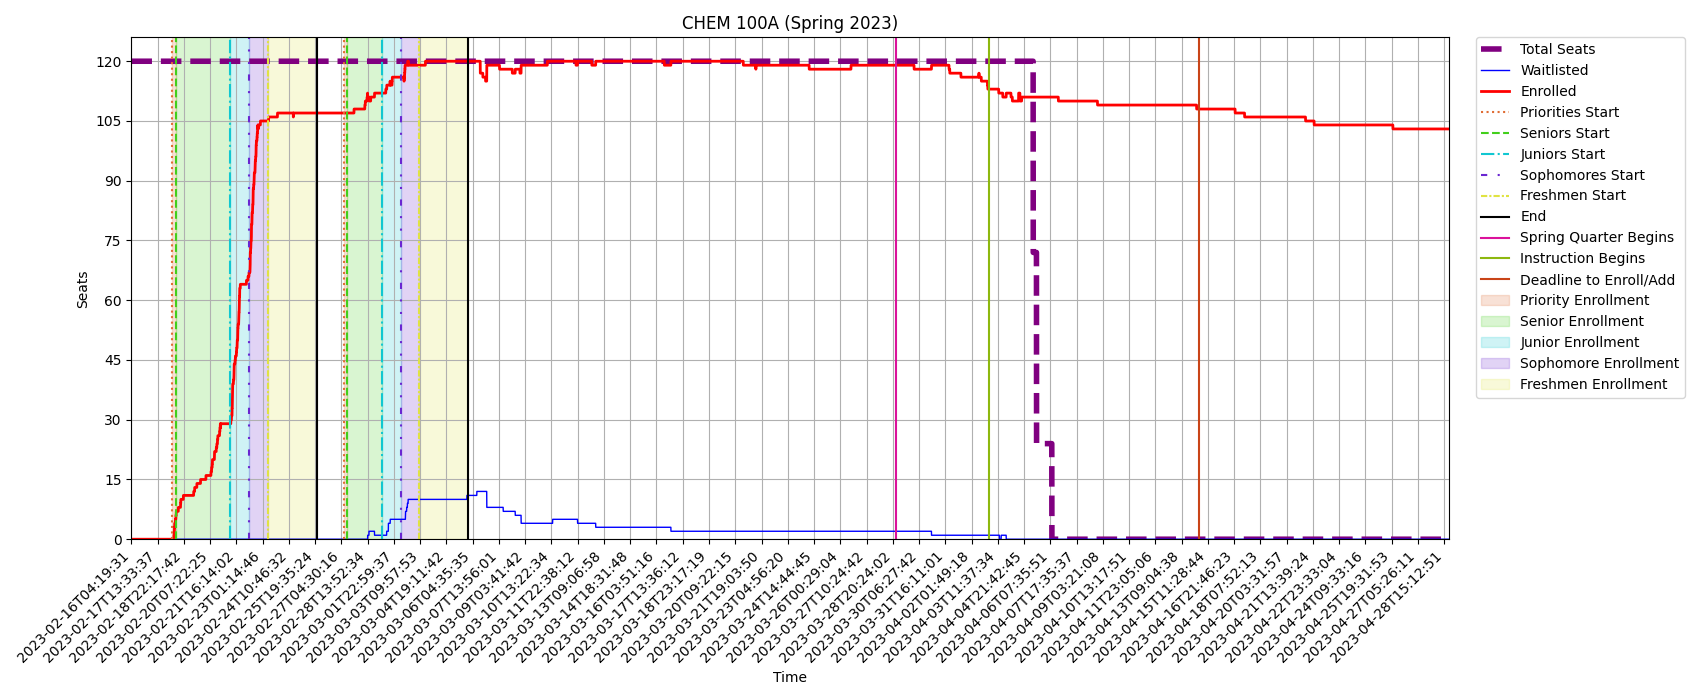 CHEM 100A (Spring 2023)
Seats
120
105
90
75
60
45
30
15
0
2023-02-16T04:19:31
2023-02-17T13:33:37
2023-02-18T22:17:42
2023-02-20T07:22:25
2023-02-21T16:14:02
2023-02-23T01:14:46
2023-02-24T10:46:32
2023-02-25T19:35:24
2023-02-27T04:30:16
2023-02-28T13:52:34
2023-03-01T22:59:37
2023-03-03T09:57:53
2023-03-04T19:11:42
2023-03-06T04:35:35
2023-03-07T13:56:01
2023-03-09T03:41:42
2023-03-10T13:22:34
2023-03-11T22:38:12
2023-03-13T09:06:58
2023-03-14T18:31:48
2023-03-16T03:51:16
2023-03-17T13:36:12
2023-03-18T23:17:19
2023-03-20T09:22:15
2023-03-21T19:03:50
2023-03-23T04:56:20
2023-03-24T14:44:45
2023-03-26T00:29:04
2023-03-27T10:24:42
2023-03-28T20:24:02
2023-03-30T06:27:42
2023-03-31T16:11:01
2023-04-02T01:49:18
2023-04-03T11:37:34
2023-04-04T21:42:45
2023-04-06T07:35:51
2023-04-07T17:35:37
2023-04-09T03:21:08
2023-04-10T13:17:51
2023-04-11T23:05:06
2023-04-13T09:04:38
2023-04-15T11:28:44
2023-04-16T21:46:23
2023-04-18T07:52:13
2023-04-20T03:31:57
2023-04-21T13:39:24
2023-04-22T23:33:04
2023-04-24T09:33:16
2023-04-25T19:31:53
2023-04-27T05:26:11
2023-04-28T15:12:51
Time
Total Seats
Waitlisted
Enrolled
Priorities Start
Seniors Start
Juniors Start
Sophomores Start
Freshmen Start
End
Spring Quarter Begins
Instruction Begins
Deadline to Enroll/Add
Priority Enrollment
Senior Enrollment
Junior Enrollment
Sophomore Enrollment
Freshmen Enrollment